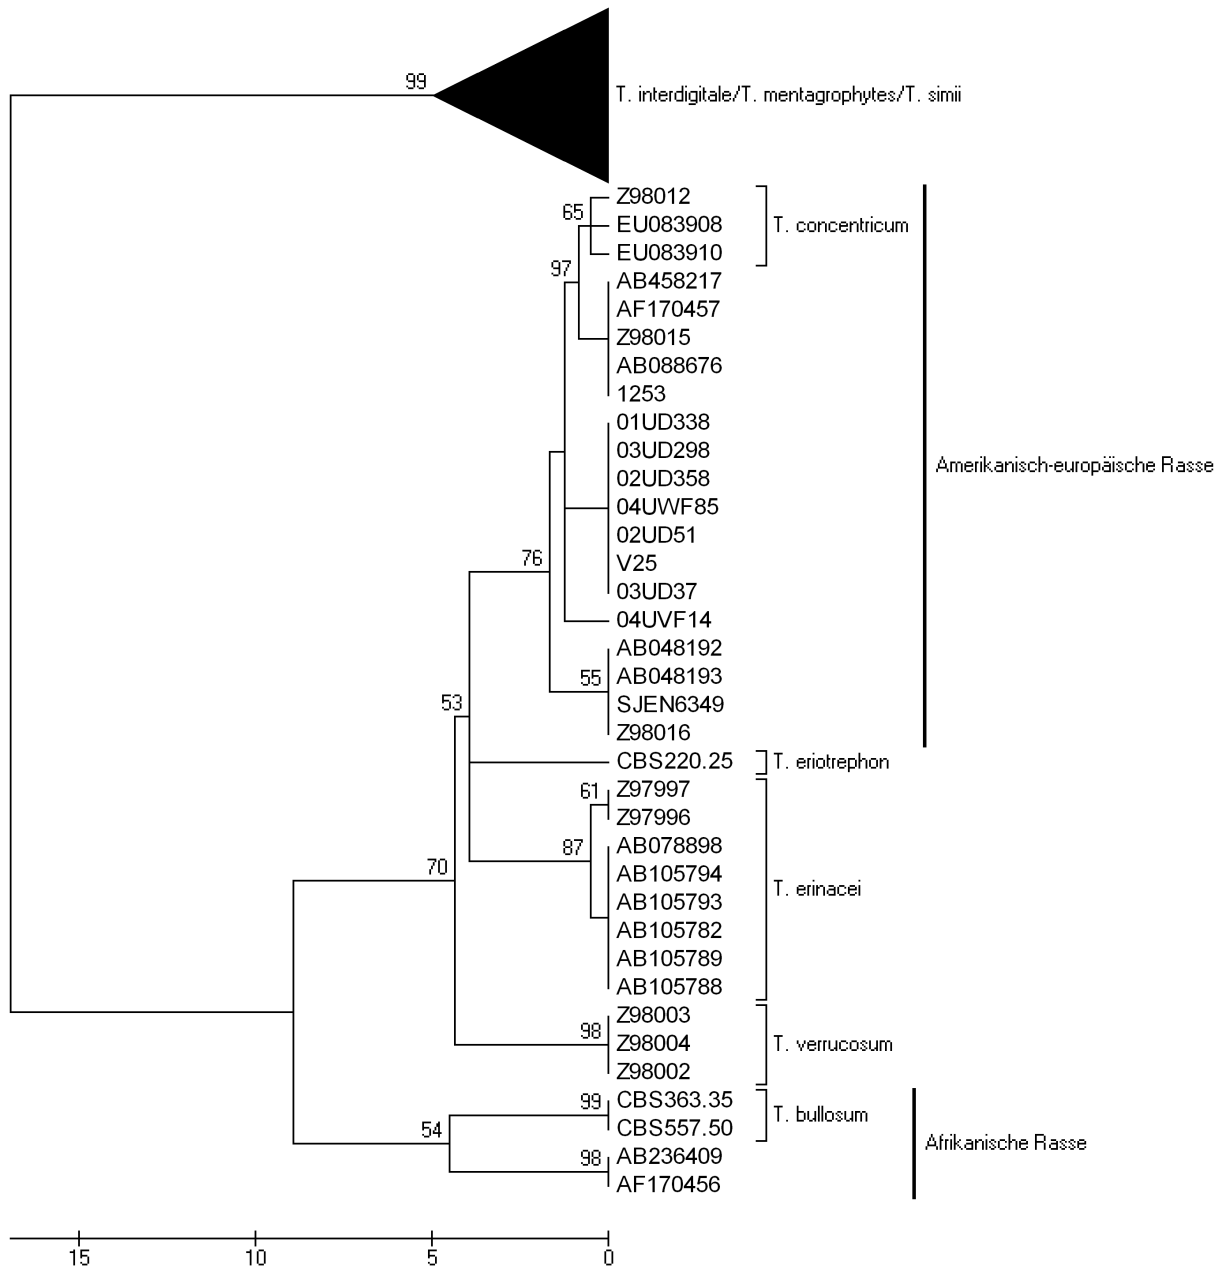 99
T. interdigitale/T. mentagrophytes/T. simii
Z98012
65
EU083908
T. concentricum
EU083910
97
AB458217
AF170457
Z98015
AB088676
1253
01UD338
03UD298
Amerikanisch-europäische Rasse
02UD358
04UWF85
02UD51
76
V25
03UD37
04UVF14
AB048192
55
AB048193
SJEN6349
53
Z98016
CBS220.25
T. eriotrephon
61
Z97997
Z97996
87
AB078898
70
AB105794
T. erinacei
AB105793
AB105782
AB105789
AB105788
Z98003
98
Z98004
T. verrucosum
Z98002
99
CBS363.35
T. bullosum
54
CBS557.50
Afrikanische Rasse
98
AB236409
AF170456
15 10 5 0